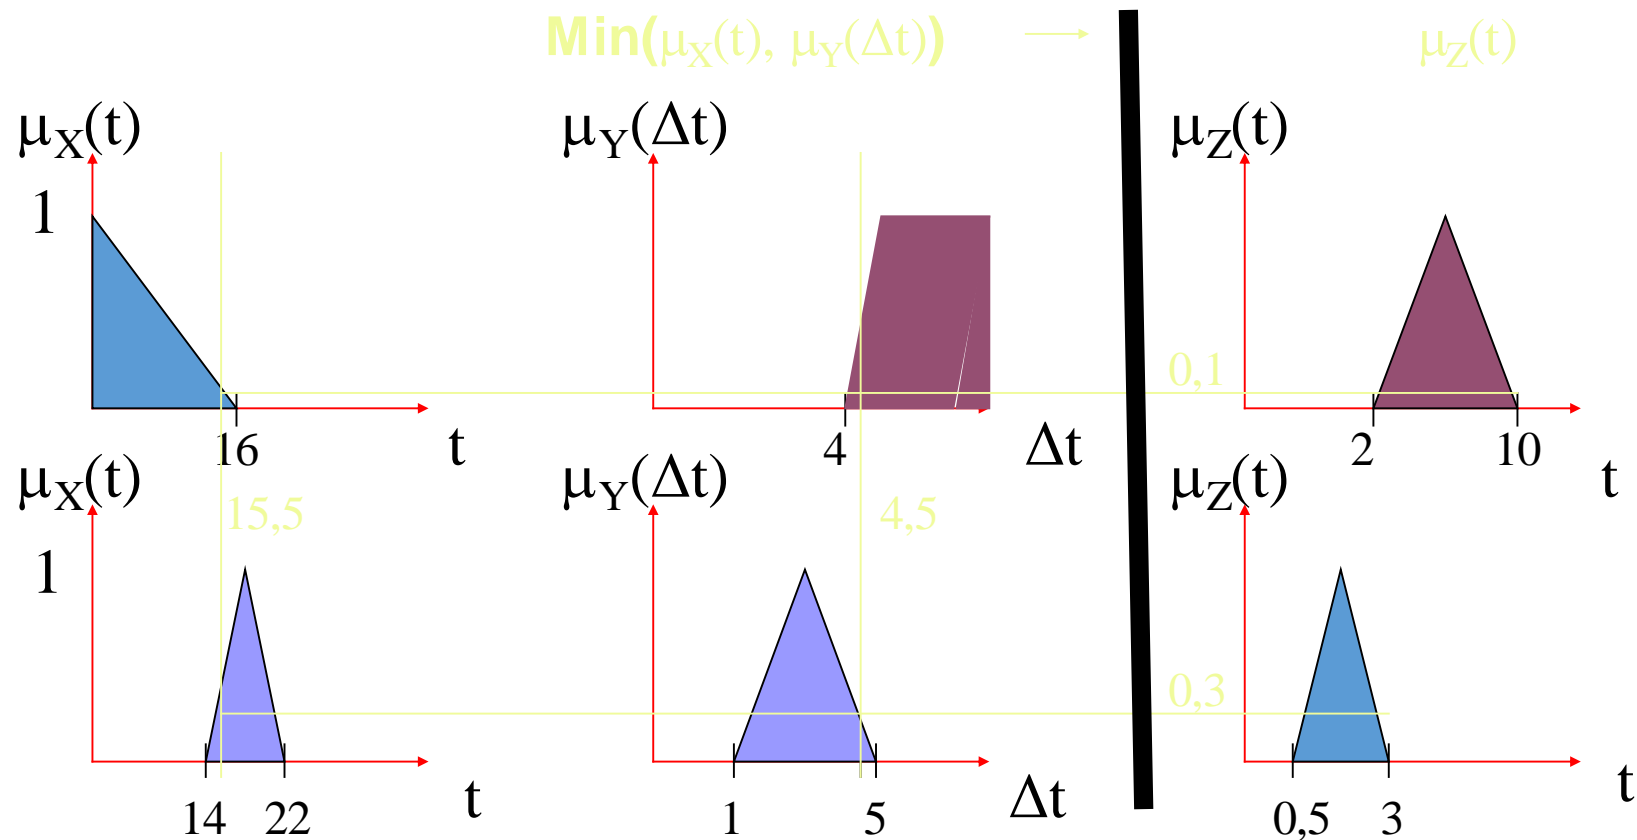 Min(μX(t), μY(Δt)) → μZ(t)
μX(t) μY(Δt) μZ(t)
1
0,1
16 t 4 Δt 2 10 t
μX(t) μY(Δt) μZ(t)
15,5 4,5
1
0,3
14 22 t 1 5 Δt 0,5 3 t